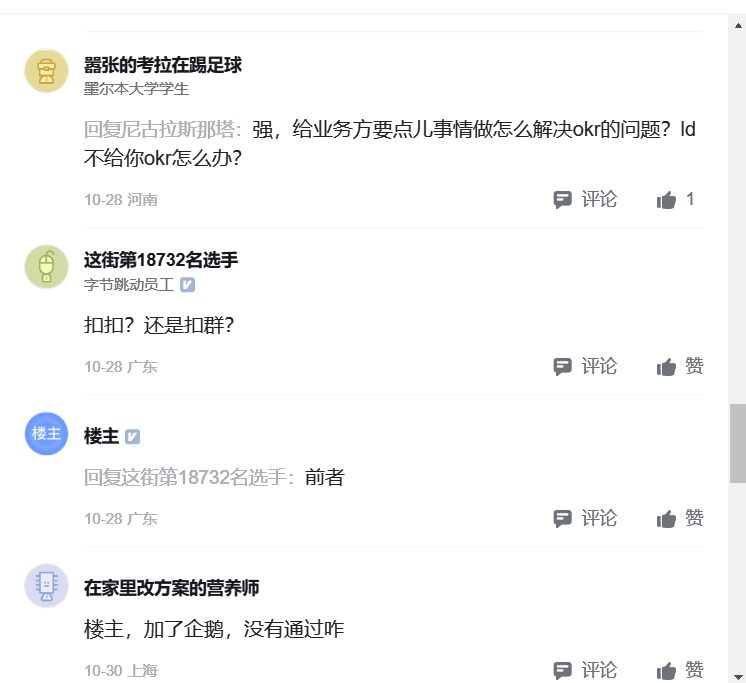 嚣张的考拉在踢足球
墨尔本大学学生
回复尼古拉斯那塔：强，给业务方要点儿事情做怎么解决okr的问题？ld
不给你okr怎么办？
10-28 河南 评论 1
这街第18732名选手
字节跳动员工
扣扣？还是扣群？
10-28 广东 评论 赞
楼主 楼主
回复这街第18732名选手：前者
10-28 广东 评论 赞
在家里改方案的营养师
楼主，加了企鹅，没有通过咋
10-30 上海 评论 赞